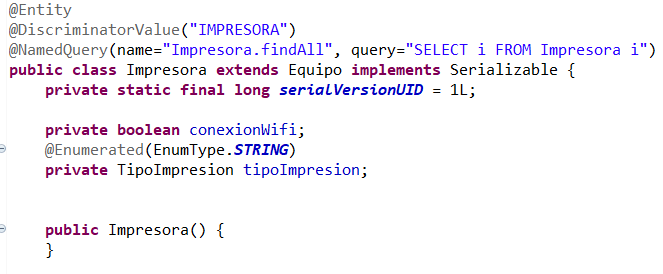 @Entity
@DiscriminatorValue("IMPRESORA")
@NamedQuery(name="Impresora.findAll", query="SELECT i FROM Impresora i")
public class Impresora extends Equipo implements Serializable {
    private static final long serialVersionUID = 1L;

    private boolean conexionWifi;
    @Enumerated(EnumType.STRING)
    private TipoImpresion tipoImpresion;


    public Impresora() {
    }